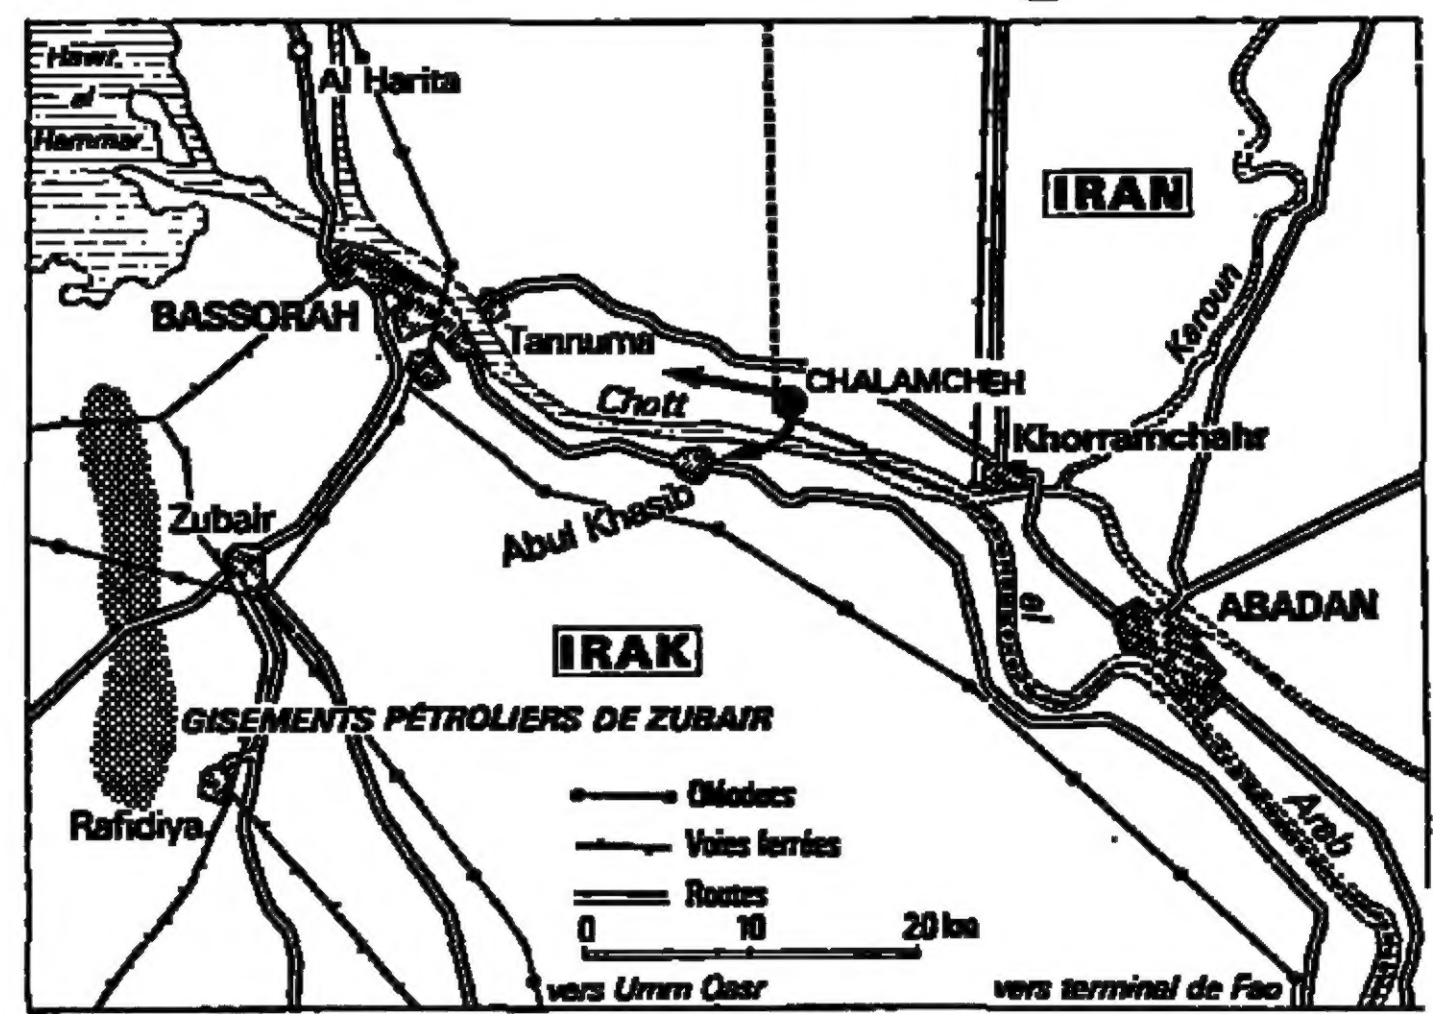 Hawr
al
Hammar
Al Harita
IRAN
Karoun
BASSORAH
Tannuma
CHALAMCHEH
Chott
Khorramchahr
Zubair
Abul Khasib
el
ABADAN
IRAK
GISEMENTS PÉTROLIERS DE ZUBAIR
Rafidiya
Oléoducs
Voies ferrées
Routes
0 10 20 km
Arab
vers Umm Qasr
vers terminal de Fao